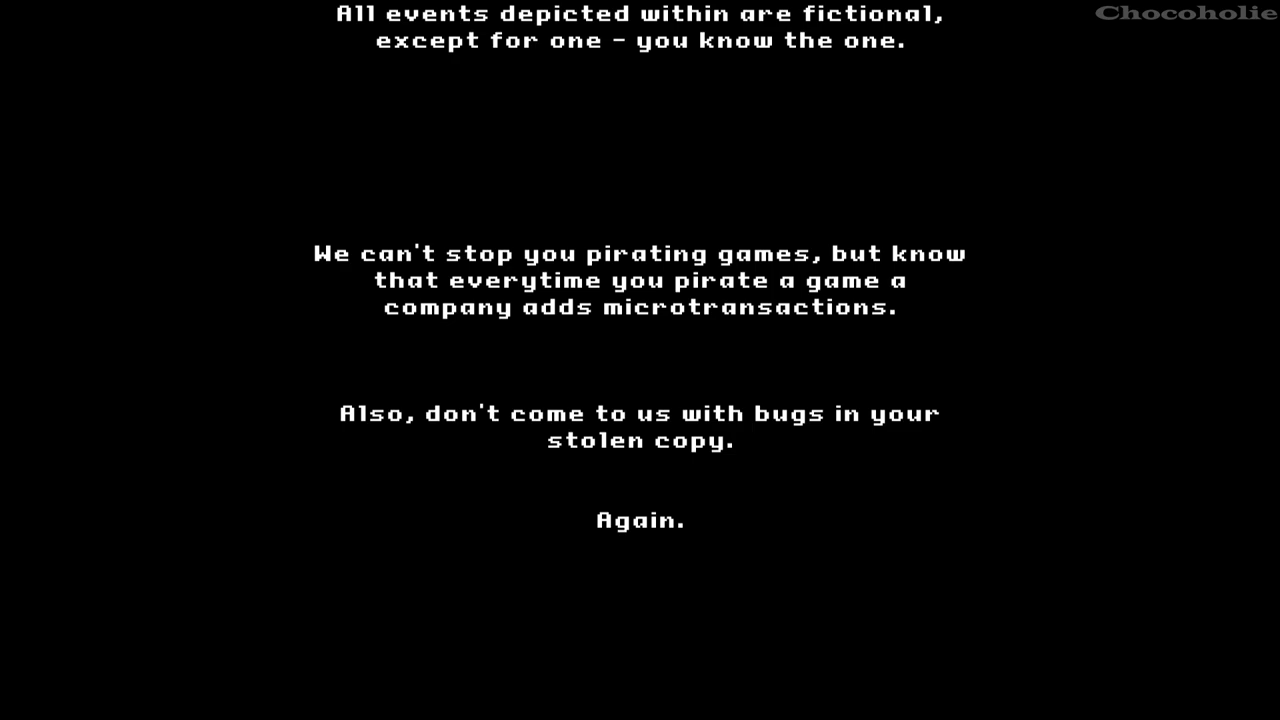 All events depicted within are fictional,
Chocoholie
except for one - you know the one.
We can't stop you pirating games, but know
that everytime you pirate a game a
company adds microtransactions.
Also, don't come to us with bugs in your
stolen copy.
Again.